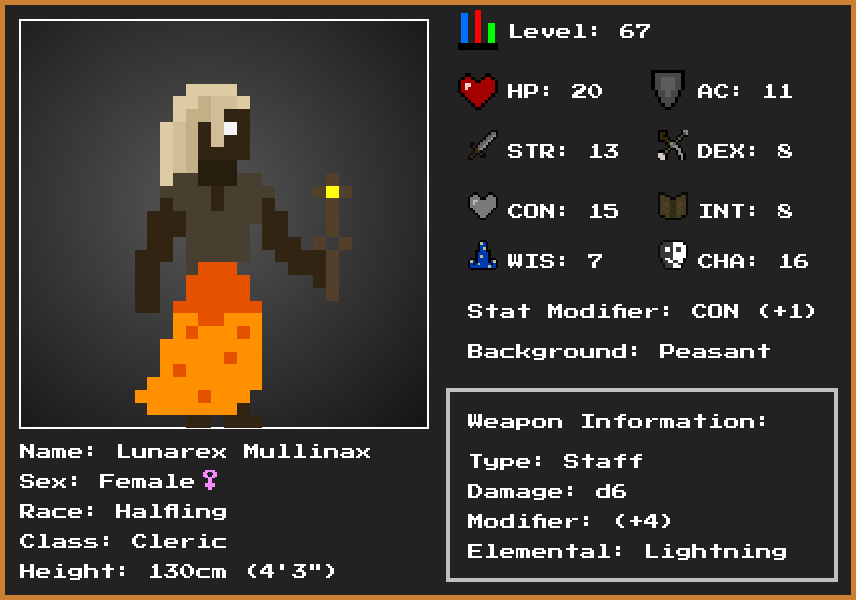 Level: 67
HP: 20
AC: 11
STR: 13
DEX: 8
CON: 15
INT: 8
WIS: 7
CHA: 16
Stat Modifier: CON (+1)
Background: Peasant
Weapon Information:
Type: Staff
Damage: d6
Modifier: (+4)
Elemental: Lightning
Name: Lunarex Mullinax
Sex: Female♀
Race: Halfling
Class: Cleric
Height: 130cm (4'3")